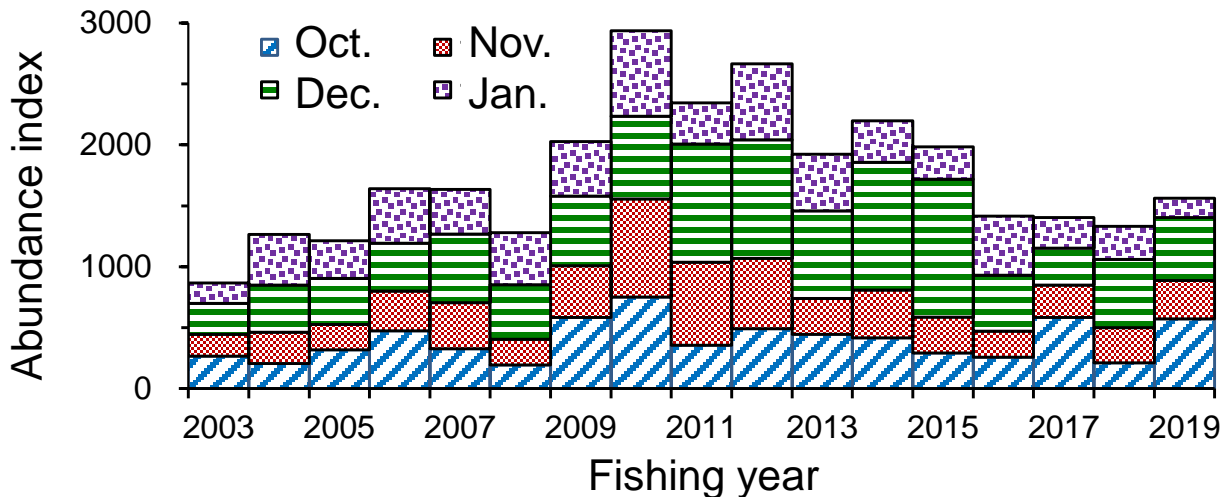 3000
2000
1000
0
Abundance index
Oct. Nov.
Dec. Jan.
2003 2005 2007 2009 2011 2013 2015 2017 2019
Fishing year